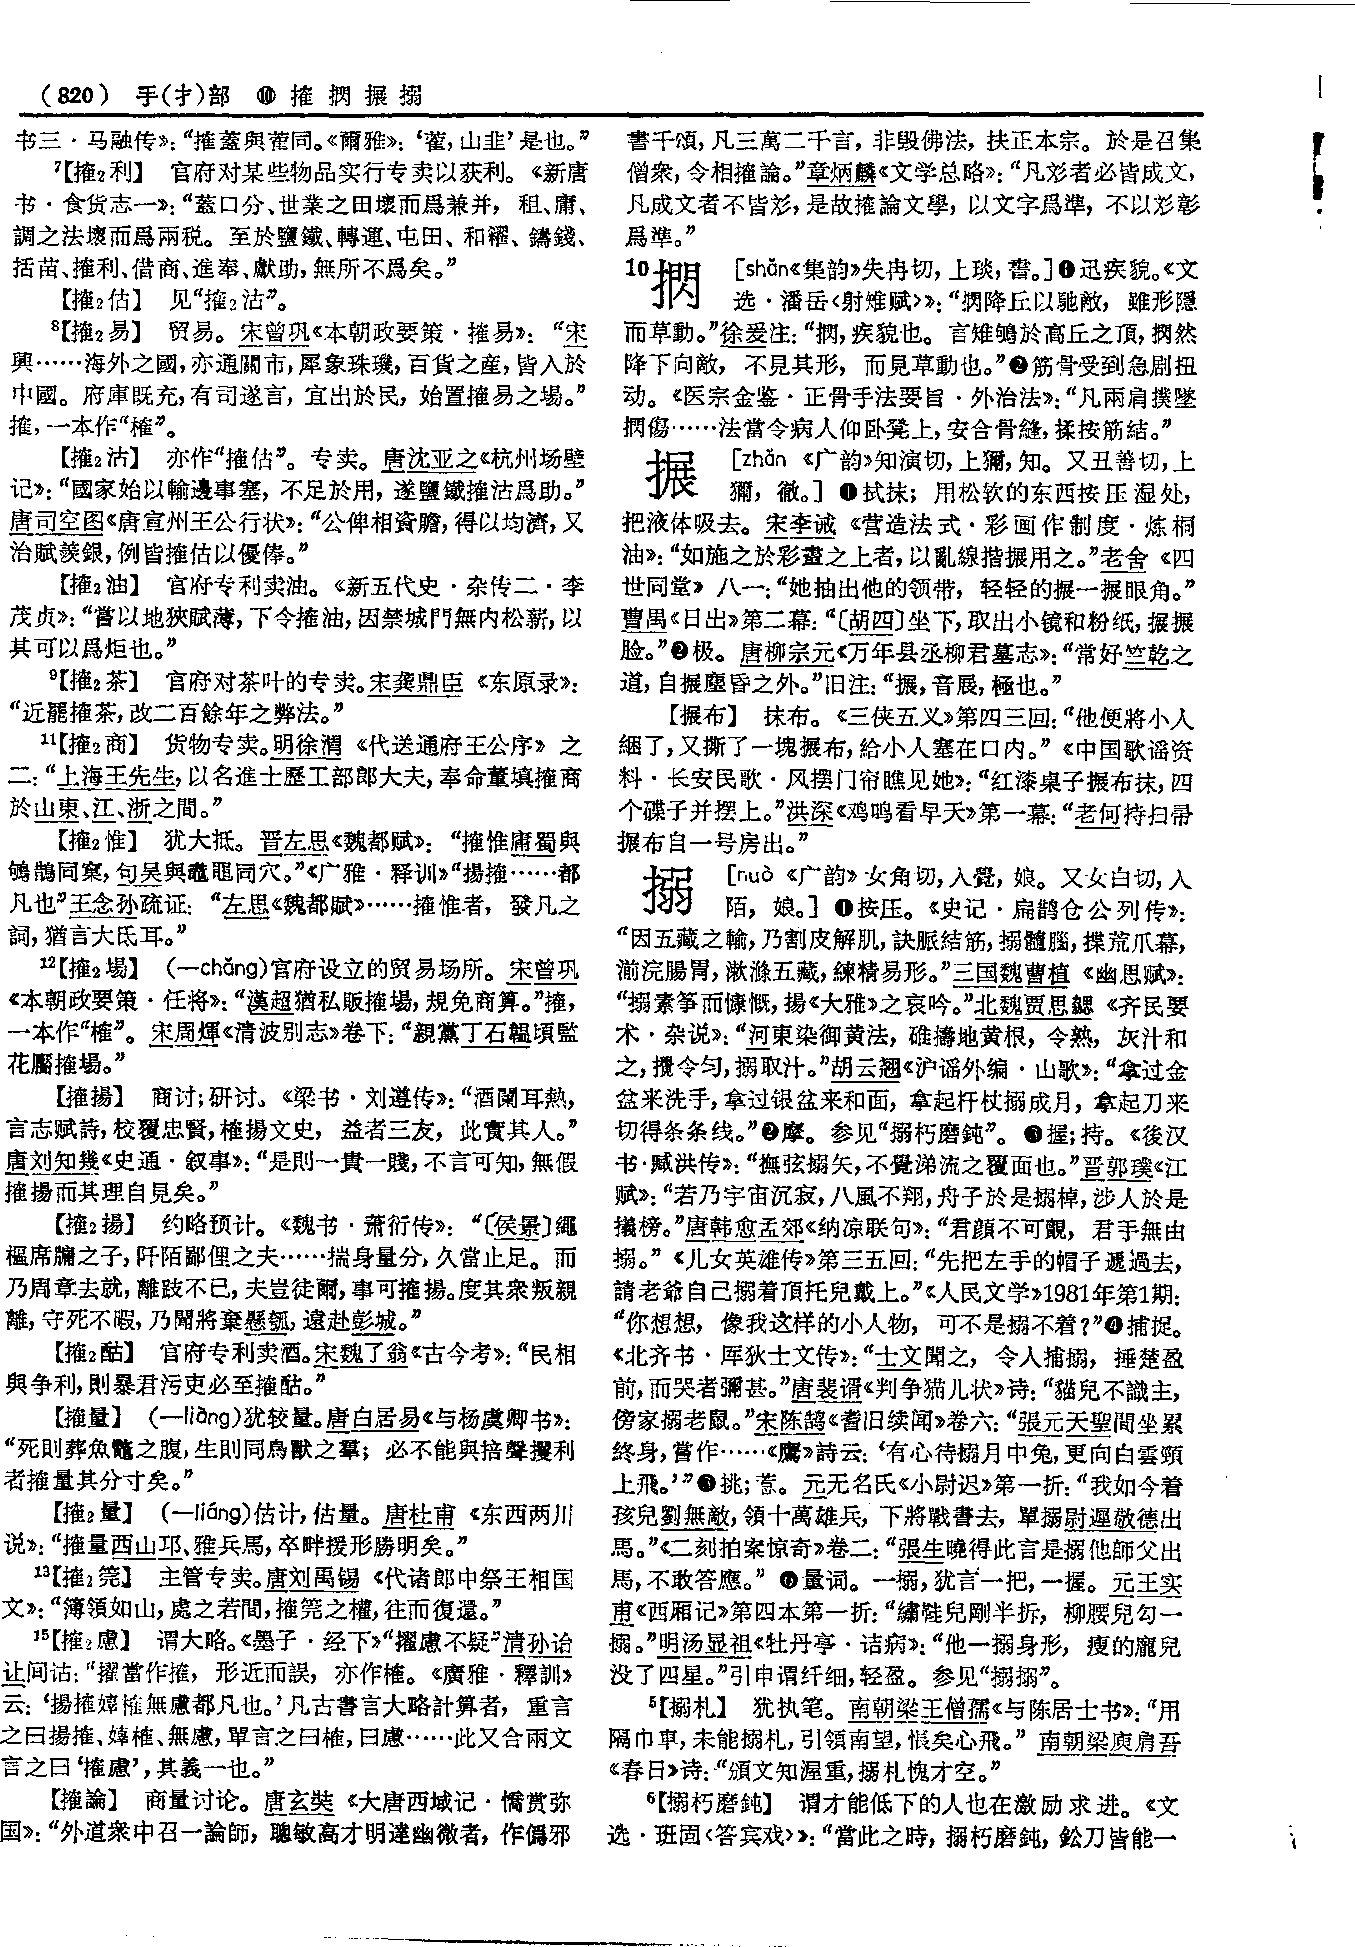 (820) 手(扌)部 ⑩ 搉 㨖 搌 搦
书三·马融传》：“搉蓋與藿同。《爾雅》：‘藿，山韭’是也。”
7【搉2利】 官府对某些物品实行专卖以获利。《新唐
书·食货志一》：“蓋口分、世業之田壞而爲兼并， 租、庸、
調之法壞而爲兩税。 至於鹽鐵、轉運、屯田、和糴、鑄錢、
括苗、搉利、借商、進奉、獻助，無所不爲矣。”
【搉2估】 见“搉2沽”。
8【搉2易】 贸易。宋曾巩《本朝政要策·搉易》： “宋
興……海外之國，亦通關市，犀象珠璣，百貨之産，皆入於
中國。府庫既充，有司遂言， 宜出於民， 始置搉易之場。”
搉，一本作“榷”。
【搉2沽】 亦作“搉估”。专卖。唐沈亚之《杭州场壁
记》：“國家始以輸邊事塞， 不足於用， 遂鹽鐵搉沽爲助。”
唐司空图《唐宣州王公行状》：“公俾相資贍，得以均濟，又
治賦羨銀，例皆搉估以優俸。”
【搉2油】 官府专利卖油。《新五代史·杂传二·李
茂贞》：“嘗以地狹賦薄，下令搉油，因禁城門無内松薪，以
其可以爲炬也。”
9【搉2茶】 官府对茶叶的专卖。宋龚鼎臣《东原录》：
“近罷搉茶，改二百餘年之弊法。”
11【搉2商】 货物专卖。明徐渭《代送通府王公序》之
二：“上海王先生，以名進士歷工部郎大夫，奉命董填搉商
於山東、江、浙之間。”
【搉2惟】 犹大抵。晋左思《魏都赋》： “搉惟庸蜀與
鴝鵲同窠，句吴與鼃黽同穴。”《广雅·释训》“揚搉……都
凡也”王念孙疏证： “左思《魏都賦》……搉惟者， 發凡之
詞，猶言大氐耳。”
12【搉2場】 (—chǎng)官府设立的贸易场所。宋曾巩
《本朝政要策·任将》：“漢超猶私販搉場，規免商算。”搉，
一本作“榷”。 宋周煇《清波别志》卷下：“親黨丁石韞頃監
花靨搉場。”
【搉揚】 商讨；研讨。《梁书·刘遵传》：“酒闌耳熱，
言志賦詩，校覆忠賢，榷揚文史， 益者三友， 此實其人。”
唐刘知幾《史通·叙事》：“是則一貴一賤，不言可知，無假
搉揚而其理自見矣。”
【搉2揚】 约略预计。《魏书·萧衍传》： “〔侯景〕繩
樞席牖之子，阡陌鄙俚之夫……揣身量分，久當止足。而
乃周章去就，離跂不已，夫豈徒爾，事可搉揚。度其衆叛親
離，守死不暇，乃聞將棄懸瓠，遠赴彭城。”
【搉2酤】 官府专利卖酒。宋魏了翁《古今考》：“民相
與争利，則暴君污吏必至搉酤。”
【搉量】 (—liàng)犹较量。唐白居易《与杨虞卿书》：
“死則葬魚鼈之腹，生則同鳥獸之羣； 必不能與掊聲攫利
者搉量其分寸矣。”
【搉2量】 (—liáng)估计，估量。唐杜甫《东西两川
说》：“搉量西山邛、雅兵馬，卒畔援形勝明矣。”
13【搉2筦】 主管专卖。唐刘禹锡《代诸郎中祭王相国
文》：“簿領如山，處之若閒，搉筦之權，往而復還。”
15【搉2慮】 谓大略。《墨子·经下》“擢慮不疑”清孙诒
让间诂：“擢當作搉， 形近而誤， 亦作榷。《廣雅·釋訓》
云：‘揚榷嫴榷無慮都凡也。’凡古書言大略計算者， 重言
之曰揚搉、嫴榷、無慮，單言之曰榷，曰慮……此又合兩文
言之曰‘搉慮’，其義一也。”
【搉論】 商量讨论。唐玄奘《大唐西域记·憍赏弥
国》：“外道衆中召一論師， 聰敏高才明達幽微者， 作僞邪
書千頌，凡三萬二千言，非毁佛法，扶正本宗。於是召集
僧衆，令相搉論。”章炳麟《文学总略》：“凡彣者必皆成文，
凡成文者不皆彣，是故搉論文學，以文字爲準，不以彣彰
爲準。”
10 㨖 [shǎn《集韵》失冉切，上琰，書。]❶迅疾貌。《文
选·潘岳〈射雉赋〉》：“㨖降丘以馳敵， 雖形隱
而草動。”徐爰注：“㨖，疾貌也。言雉鴝於高丘之頂，㨖然
降下向敵， 不見其形， 而見草動也。”❷筋骨受到急剧扭
动。《医宗金鉴·正骨手法要旨·外治法》：“凡兩肩撲墜
㨖傷……法當令病人仰卧凳上，安合骨縫，揉按筋結。”
搌 [zhǎn 《广韵》知演切，上獮，知。又丑善切，上
獮，徹。] ❶拭抹；用松软的东西按压湿处，
把液体吸去。宋李诫《营造法式·彩画作制度·炼桐
油》：“如施之於彩畫之上者，以亂線揩搌用之。”老舍《四
世同堂》八一：“她抽出他的领带， 轻轻的搌一搌眼角。”
曹禺《日出》第二幕：“〔胡四〕坐下，取出小镜和粉纸，搌搌
脸。”❷极。唐柳宗元《万年县丞柳君墓志》：“常好竺乾之
道，自搌塵昏之外。”旧注：“搌，音展，極也。”
【搌布】 抹布。《三侠五义》第四三回：“他便將小人
綑了，又撕了一塊搌布，給小人塞在口内。”《中国歌谣资
料·长安民歌·风摆门帘瞧见她》：“红漆桌子搌布抹，四
个碟子并摆上。”洪深《鸡鸣看早天》第一幕：“老何持扫帚
搌布自一号房出。”
搦 [nuò 《广韵》女角切，入覺，娘。又女白切，入
陌，娘。] ❶按压。《史记·扁鹊仓公列传》：
“因五藏之輸，乃割皮解肌，訣脈結筋，搦髓腦，揲荒爪幕，
湔浣腸胃，漱滌五藏，練精易形。”三国魏曹植《幽思赋》：
“搦素筝而慷慨，揚《大雅》之哀吟。”北魏贾思勰《齐民要
术·杂说》：“河東染御黄法，碓擣地黄根，令熟， 灰汁和
之，攪令匀，搦取汁。”胡云翘《沪谣外编·山歌》：“拿过金
盆来洗手，拿过银盆来和面， 拿起杆杖搦成月， 拿起刀来
切得条条线。”❷摩。参见“搦朽磨鈍”。❸握；持。《後汉
书·臧洪传》：“撫弦搦矢，不覺涕流之覆面也。”晋郭璞《江
赋》：“若乃宇宙沉寂，八風不翔，舟子於是搦棹，涉人於是
檥榜。”唐韩愈孟郊《纳凉联句》：“君顔不可覿， 君手無由
搦。”《儿女英雄传》第三五回：“先把左手的帽子遞過去，
請老爺自己搦着頂托兒戴上。”《人民文学》1981年第1期：
“你想想， 像我这样的小人物， 可不是搦不着？”❹捕捉。
《北齐书·厍狄士文传》：“士文聞之， 令人捕搦， 捶楚盈
前，而哭者彌甚。”唐裴谞《判争猫儿状》诗：“貓兒不識主，
傍家搦老鼠。”宋陈鹄《耆旧续闻》卷六：“張元天聖間坐累
終身，嘗作……《鷹》詩云：‘有心待搦月中兔，更向白雲頭
上飛。’”❺挑；惹。元无名氏《小尉迟》第一折：“我如今着
孩兒劉無敵，領十萬雄兵， 下將戰書去， 單搦尉遲敬德出
馬。”《二刻拍案惊奇》卷二：“張生曉得此言是搦他師父出
馬，不敢答應。” ❻量词。一搦，犹言一把，一握。元王实
甫《西厢记》第四本第一折：“繡鞋兒剛半拆， 柳腰兒勾一
搦。”明汤显祖《牡丹亭·诘病》：“他一搦身形， 瘦的龐兒
没了四星。”引申谓纤细，轻盈。参见“搦搦”。
5【搦札】 犹执笔。南朝梁王僧孺《与陈居士书》：“用
隔巾車，未能搦札，引領南望，悵矣心飛。” 南朝梁庾肩吾
《春日》诗：“頒文知渥重，搦札愧才空。”
6【搦朽磨鈍】 谓才能低下的人也在激励求进。《文
选·班固〈答宾戏〉》：“當此之時，搦朽磨鈍，鈆刀皆能一